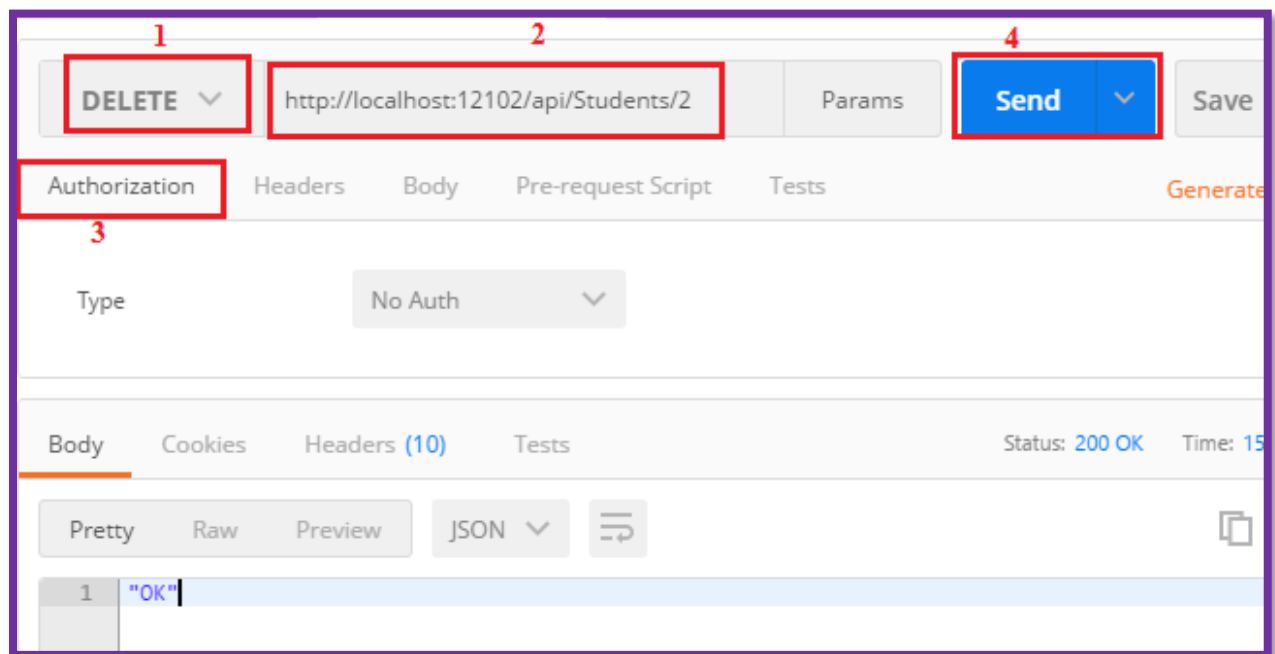 1 2 4
DELETE http://localhost:12102/api/Students/2 Params Send Save
Authorization Headers Body Pre-request Script Tests Generate
3
Type No Auth
Body Cookies Headers (10) Tests Status: 200 OK Time: 15
Pretty Raw Preview JSON
1 "OK"